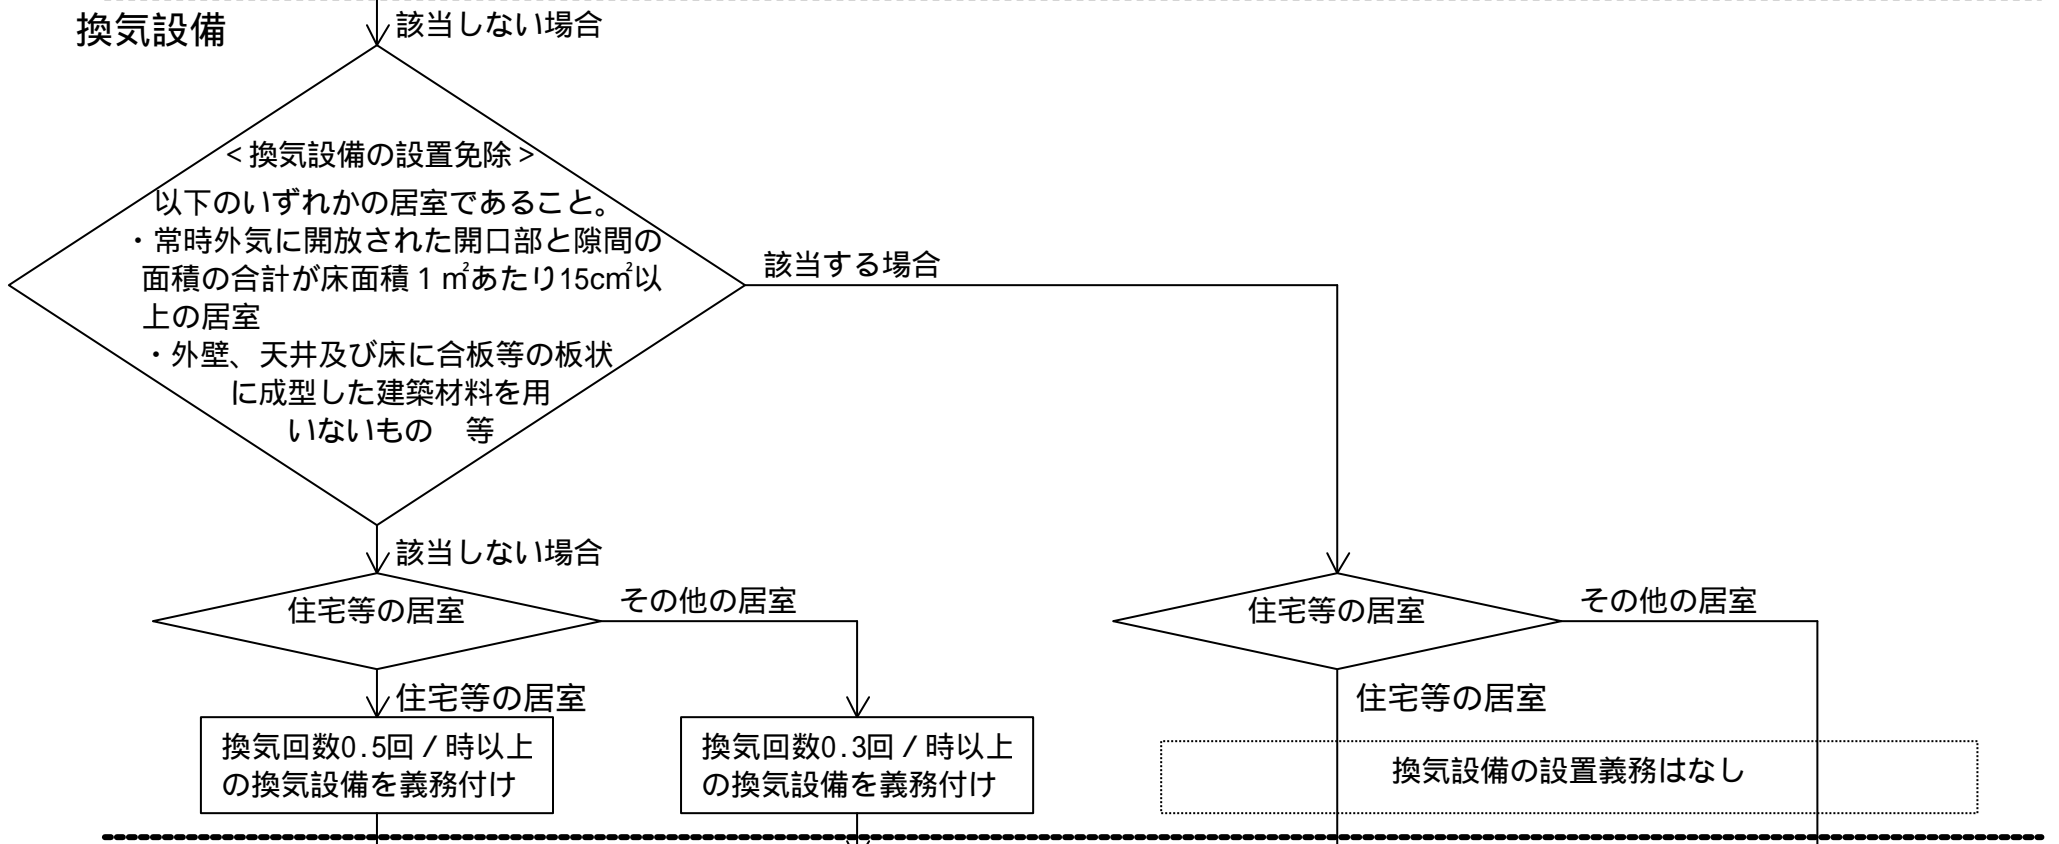 換気設備
該当しない場合
<換気設備の設置免除>
以下のいずれかの居室であること。
・常時外気に開放された開口部と隙間の
面積の合計が床面積1㎡あたり15c㎡以
上の居室
・外壁、天井及び床に合板等の板状
に成型した建築材料を用
いないもの　等
該当する場合
該当しない場合
住宅等の居室
その他の居室
住宅等の居室
換気回数0.5回/時以上
の換気設備を義務付け
換気回数0.3回/時以上
の換気設備を義務付け
住宅等の居室
その他の居室
住宅等の居室
換気設備の設置義務はなし